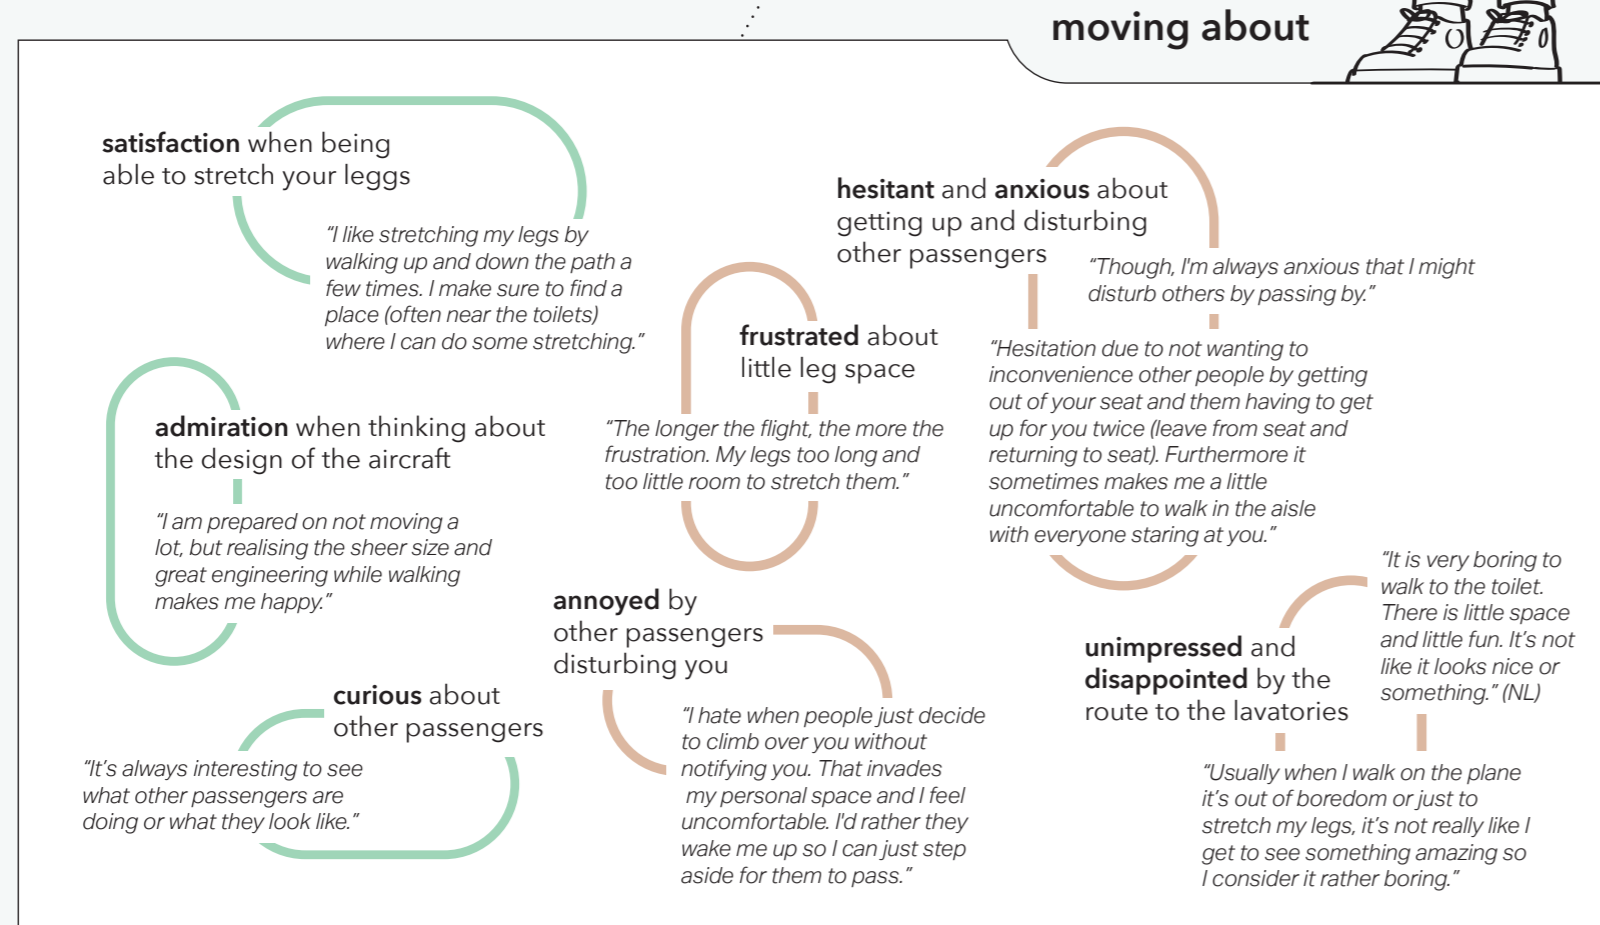 moving about
satisfaction when being
able to stretch your leggs
“I like stretching my legs by
walking up and down the path a
few times. I make sure to find a
place (often near the toilets)
where I can do some stretching.”
admiration when thinking about
the design of the aircraft
“I am prepared on not moving a
lot, but realising the sheer size and
great engineering while walking
makes me happy.”
curious about
other passengers
“It’s always interesting to see
what other passengers are
doing or what they look like.”
frustrated about
little leg space
“The longer the flight, the more the
frustration. My legs too long and
too little room to stretch them.”
annoyed by
other passengers
disturbing you
“I hate when people just decide
to climb over you without
notifying you. That invades
my personal space and I feel
uncomfortable. I'd rather they
wake me up so I can just step
aside for them to pass.”
hesitant and anxious about
getting up and disturbing
other passengers
“Though, I'm always anxious that I might
disturb others by passing by.”
“Hesitation due to not wanting to
inconvenience other people by getting
out of your seat and them having to get
up for you twice (leave from seat and
returning to seat). Furthermore it
sometimes makes me a little
uncomfortable to walk in the aisle
with everyone staring at you.”
unimpressed and
disappointed by the
route to the lavatories
“It is very boring to
walk to the toilet.
There is little space
and little fun. It’s not
like it looks nice or
something.” (NL)
“Usually when I walk on the plane
it’s out of boredom or just to
stretch my legs, it’s not really like I
get to see something amazing so
I consider it rather boring.”